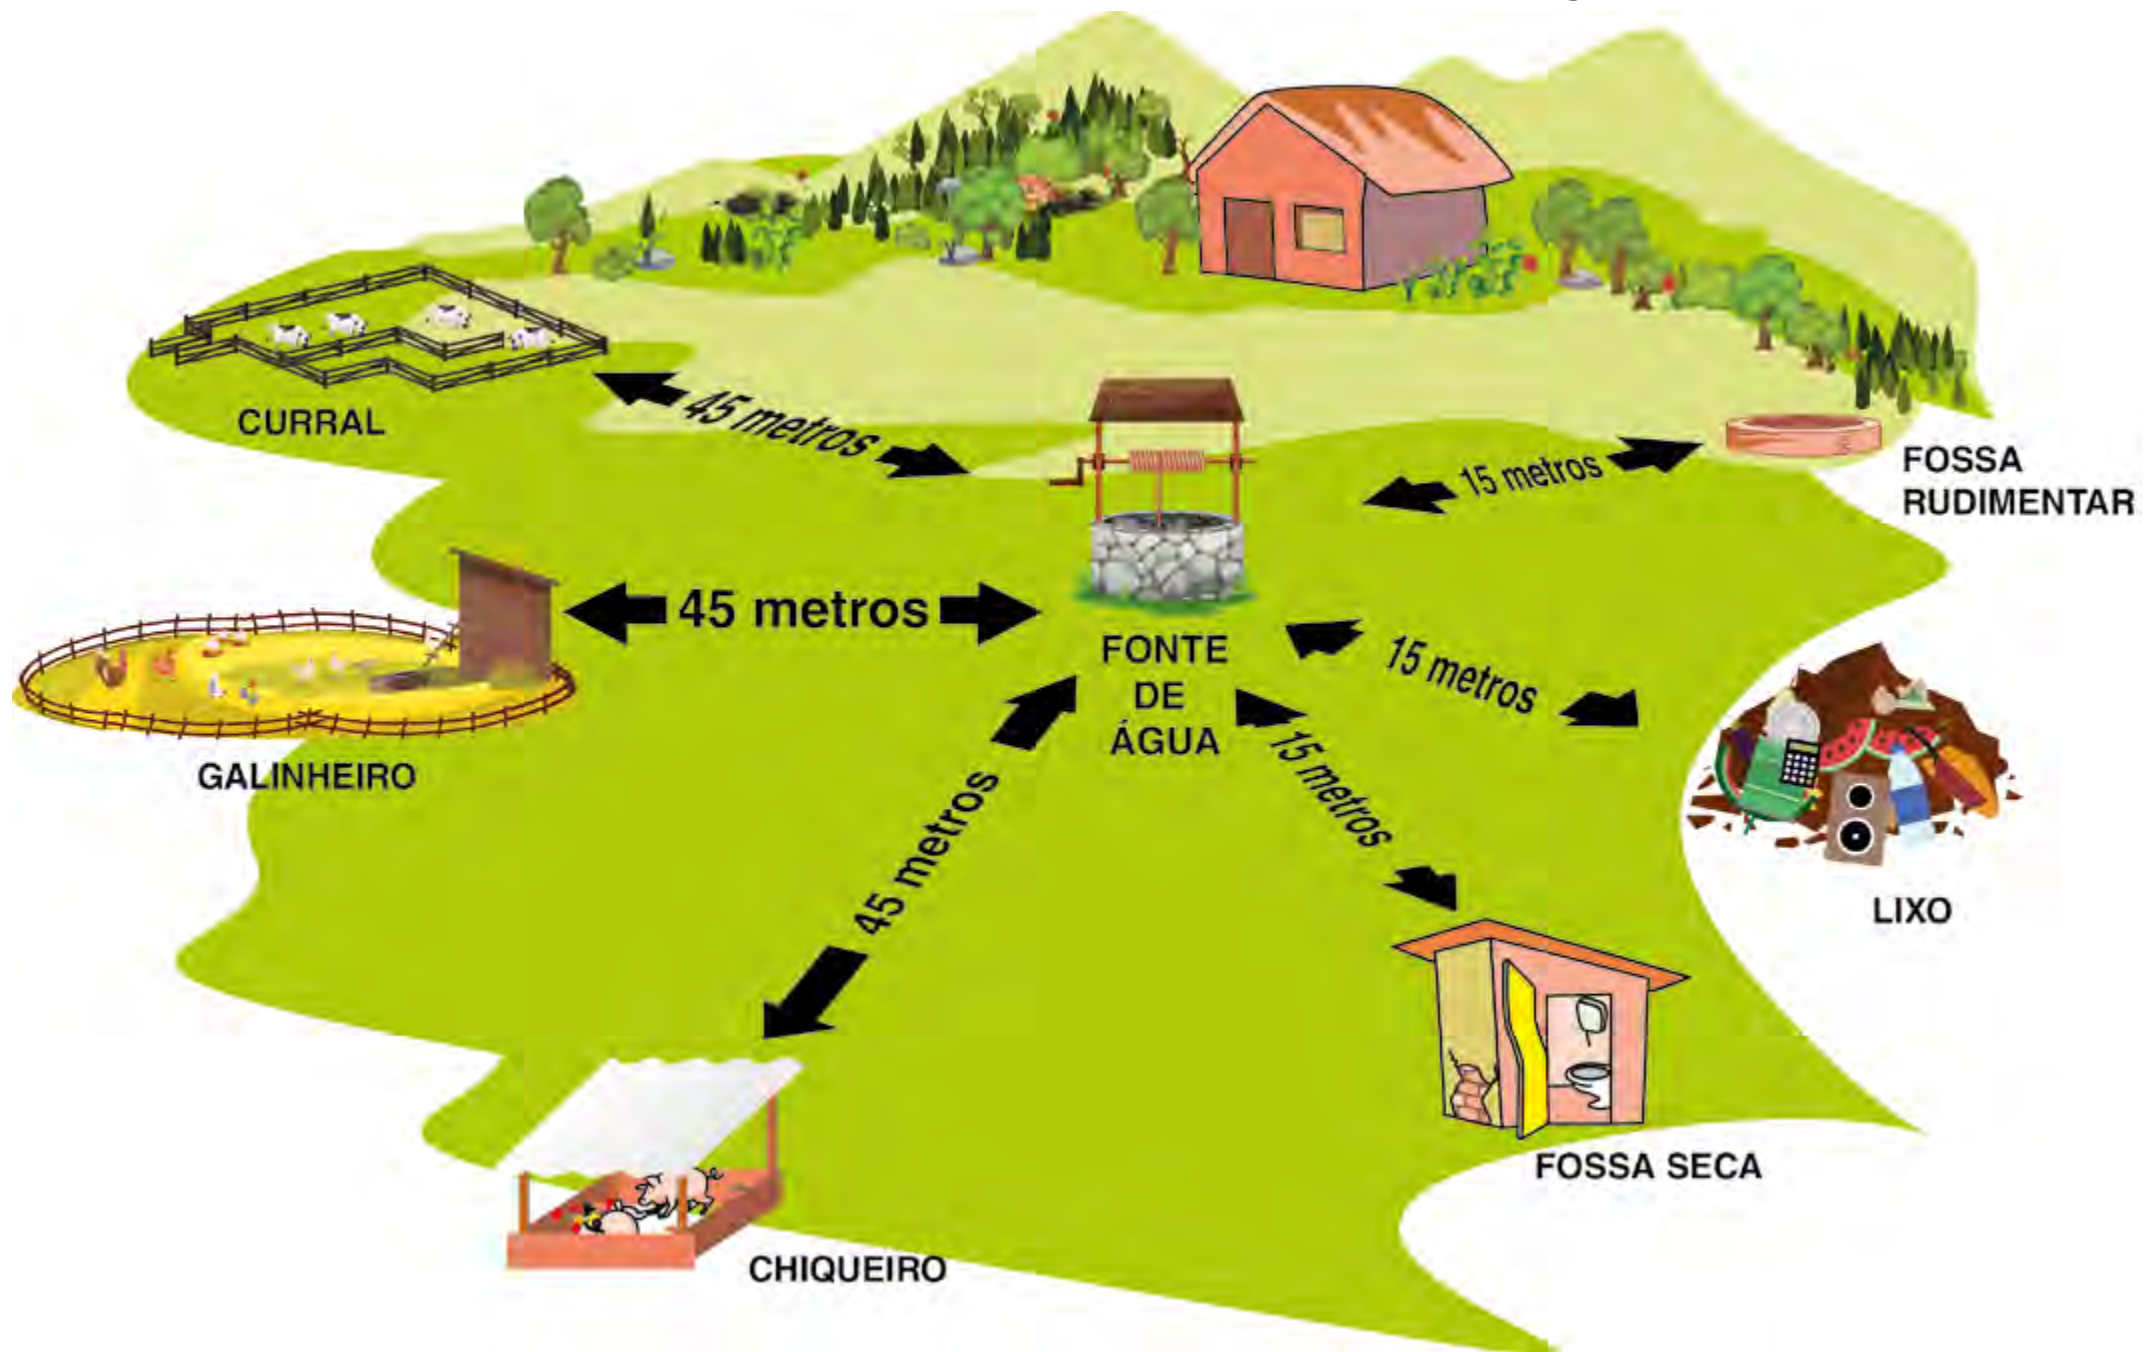 CURRAL
45 metros
15 metros
FOSSA
RUDIMENTAR
45 metros
FONTE
DE
ÁGUA
15 metros
GALINHEIRO
45 metros
15 metros
LIXO
FOSSA SECA
CHIQUEIRO